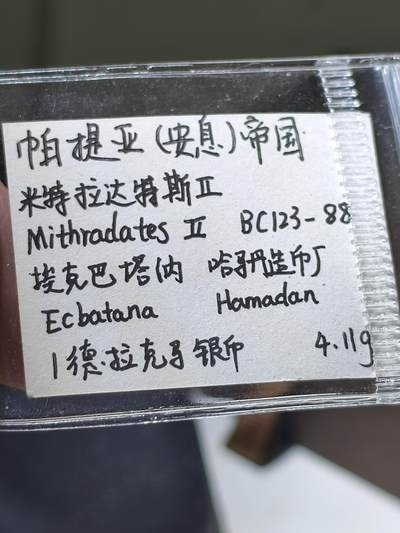 帕提亚(安息)帝国
米特拉达特斯Ⅱ
Mithradates Ⅱ BC123-88
埃克巴塔纳 哈马丹造币厂
Ecbatana Hamadan
1德拉克马银币 4.11g